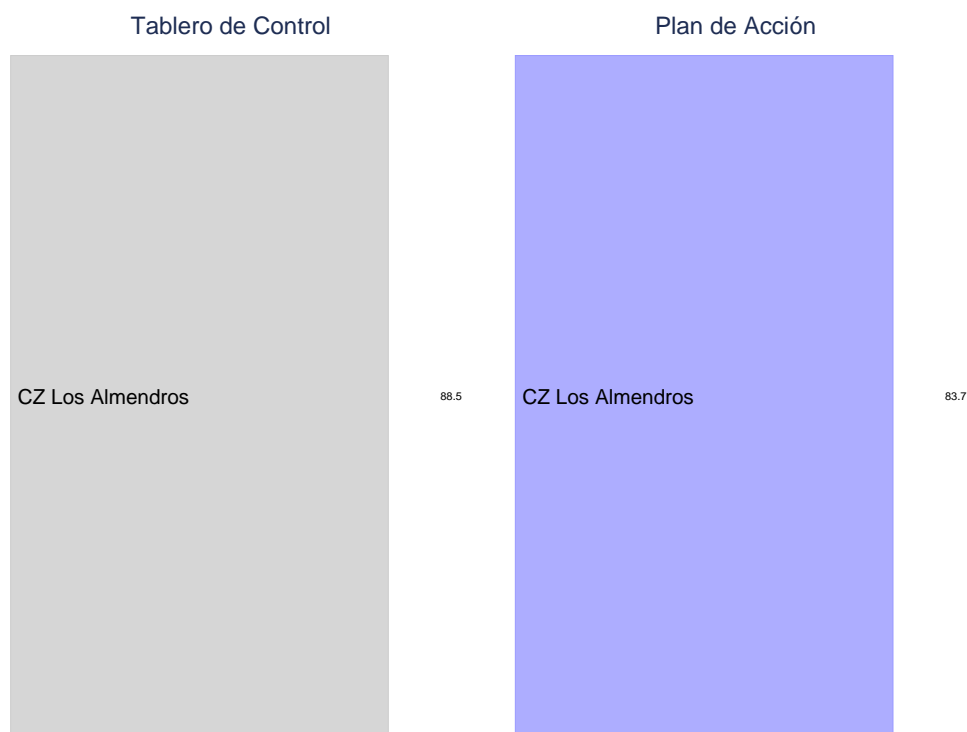 Tablero de Control
Plan de Acción
CZ Los Almendros
88.5
CZ Los Almendros
83.7